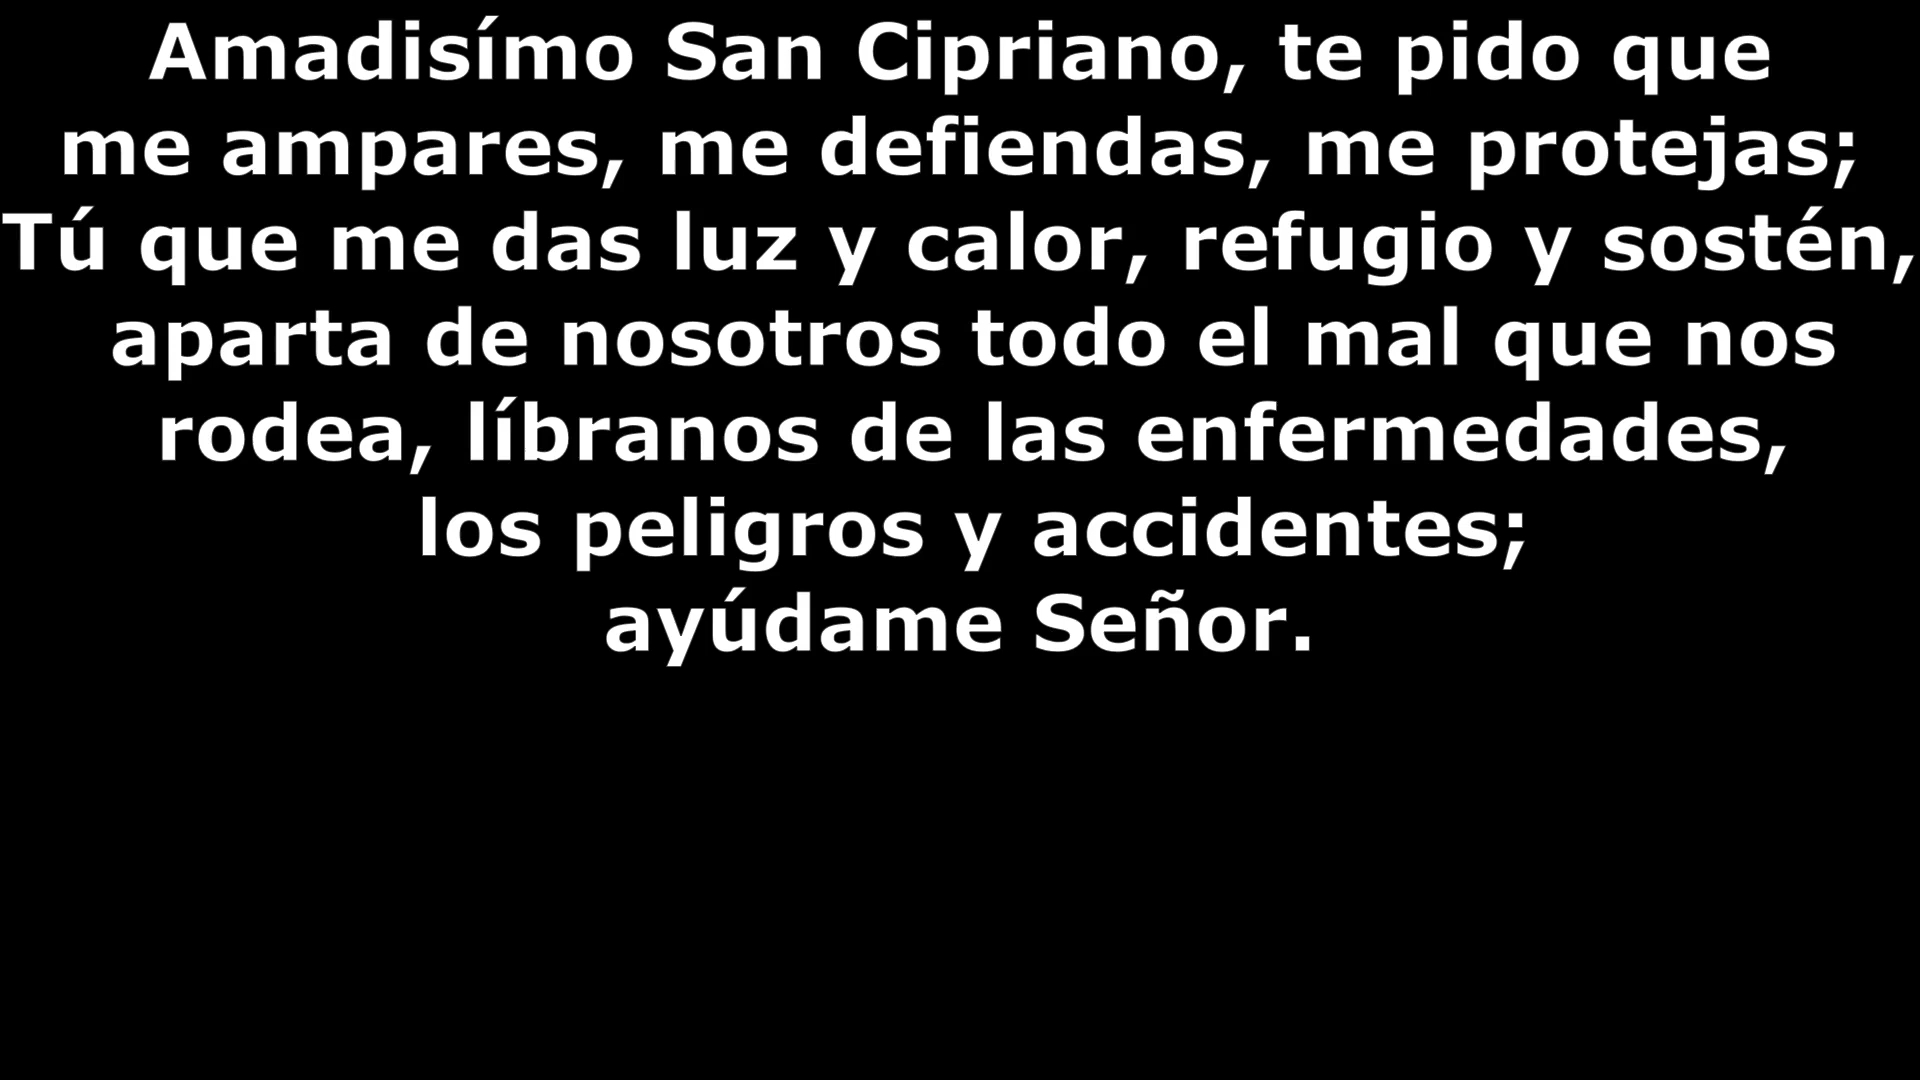 Amadisímo San Cipriano, te pido que
me ampares, me defiendas, me protejas;
Tú que me das luz y calor, refugio y sostén,
aparta de nosotros todo el mal que nos
rodea, líbranos de las enfermedades,
los peligros y accidentes;
ayúdame Señor.